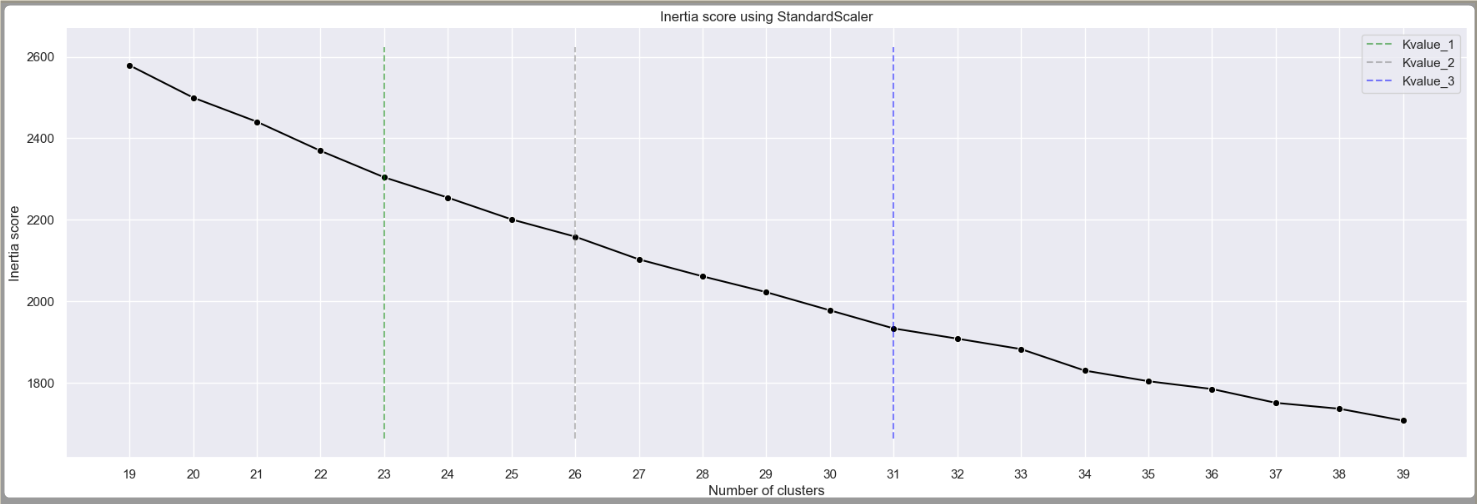 Inertia score using StandardScaler
Kvalue_1
Kvalue_2
Kvalue_3
2600
2400
2200
2000
1800
Inertia score
19 20 21 22 23 24 25 26 27 28 29 30 31 32 33 34 35 36 37 38 39
Number of clusters